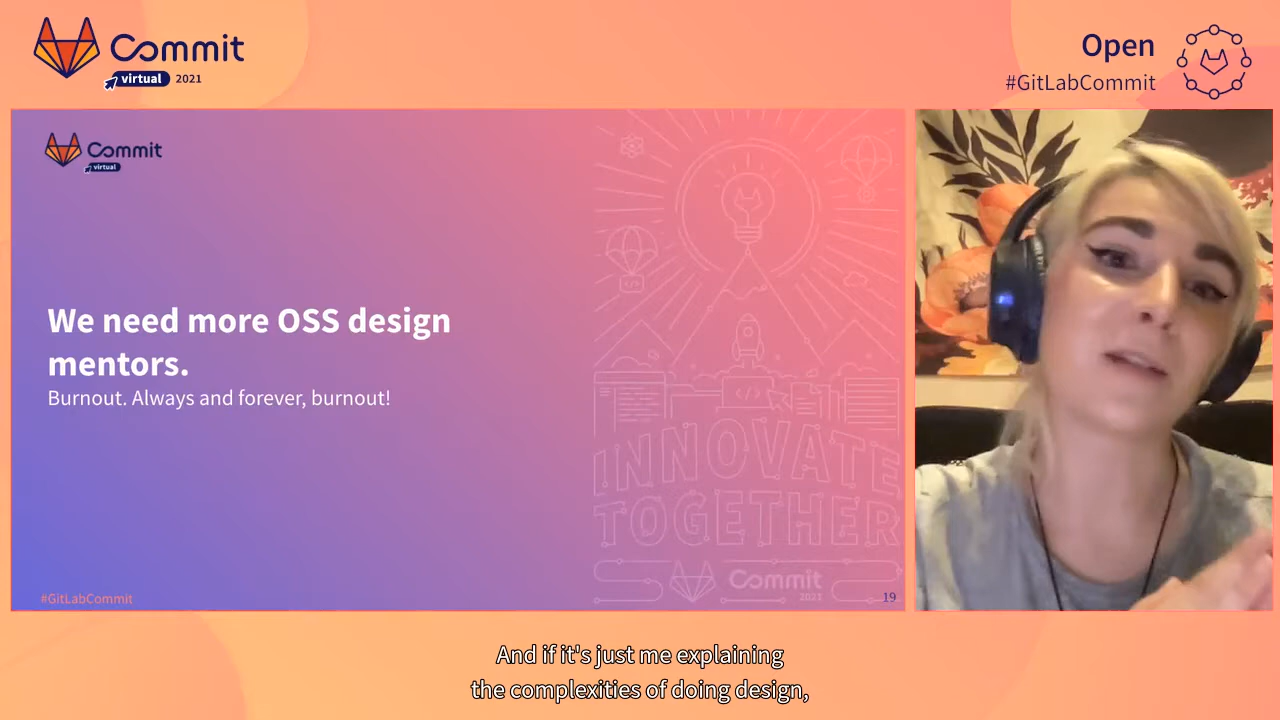 Commit
virtual 2021
Open
#GitLabCommit
Commit
virtual
We need more OSS design
mentors.
Burnout. Always and forever, burnout!
INNOVATE
TOGETHER
Commit
2021
#GitLabCommit
19
And if it's just me explaining
the complexities of doing design,